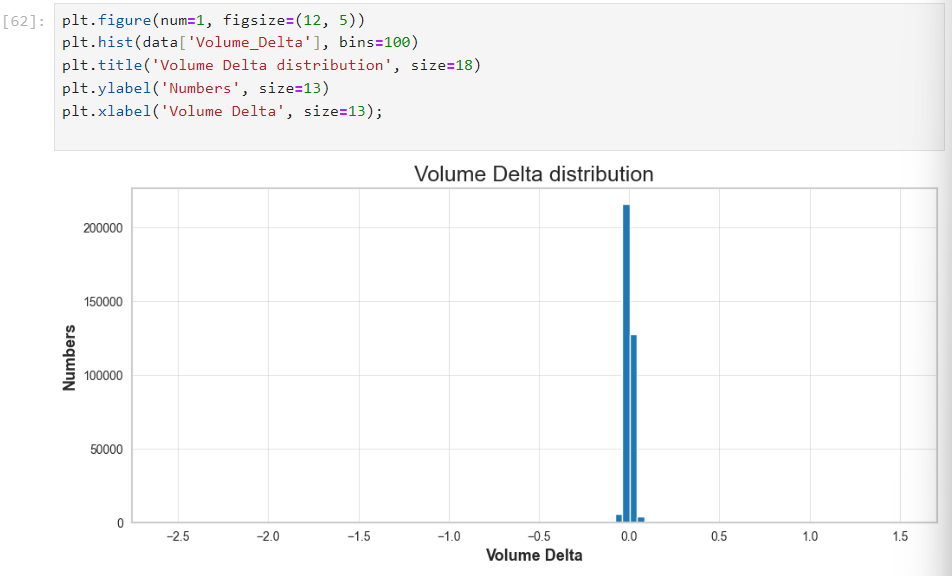 [62]: plt.figure(num=1, figsize=(12, 5))
plt.hist(data['Volume_Delta'], bins=100)
plt.title('Volume Delta distribution', size=18)
plt.ylabel('Numbers', size=13)
plt.xlabel('Volume Delta', size=13);
Volume Delta distribution
200000
150000
100000
50000
0
Numbers
−2.5 −2.0 −1.5 −1.0 −0.5 0.0 0.5 1.0 1.5
Volume Delta